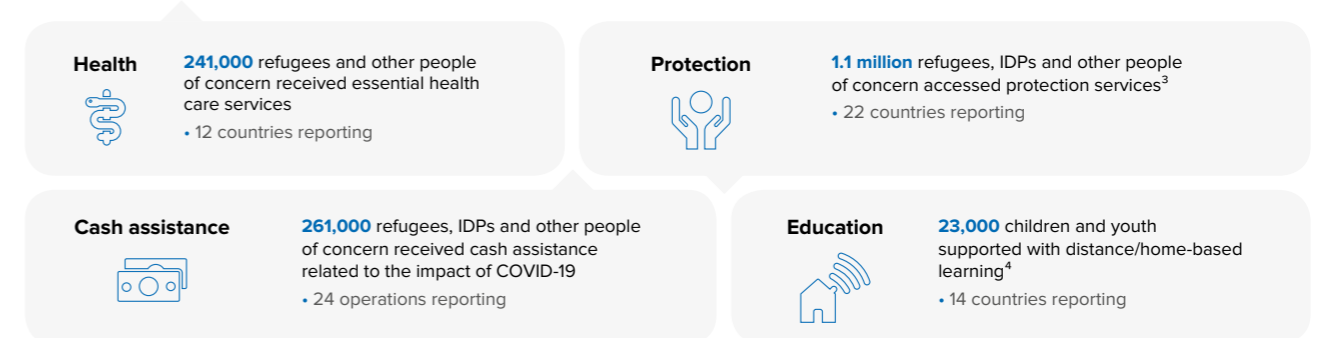 Health
241,000 refugees and other people
of concern received essential health
care services
• 12 countries reporting
Protection
1.1 million refugees, IDPs and other people
of concern accessed protection services³
• 22 countries reporting
Cash assistance
261,000 refugees, IDPs and other people
of concern received cash assistance
related to the impact of COVID-19
• 24 operations reporting
Education
23,000 children and youth
supported with distance/home-based
learning⁴
• 14 countries reporting